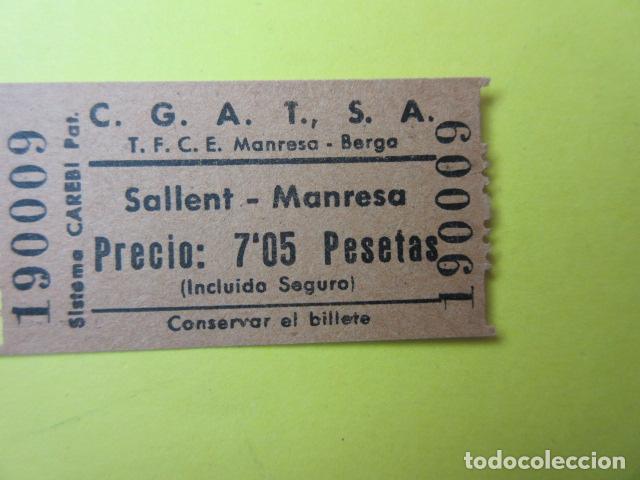 C. G. A. T., S. A.
T. F. C. E. Manresa - Berga
Sallent - Manresa
Precio: 7'05 Pesetas
(Incluido Seguro)
Conservar el billete
190009
Sistema CAREBI Pat.
190009
todocoleccion.net